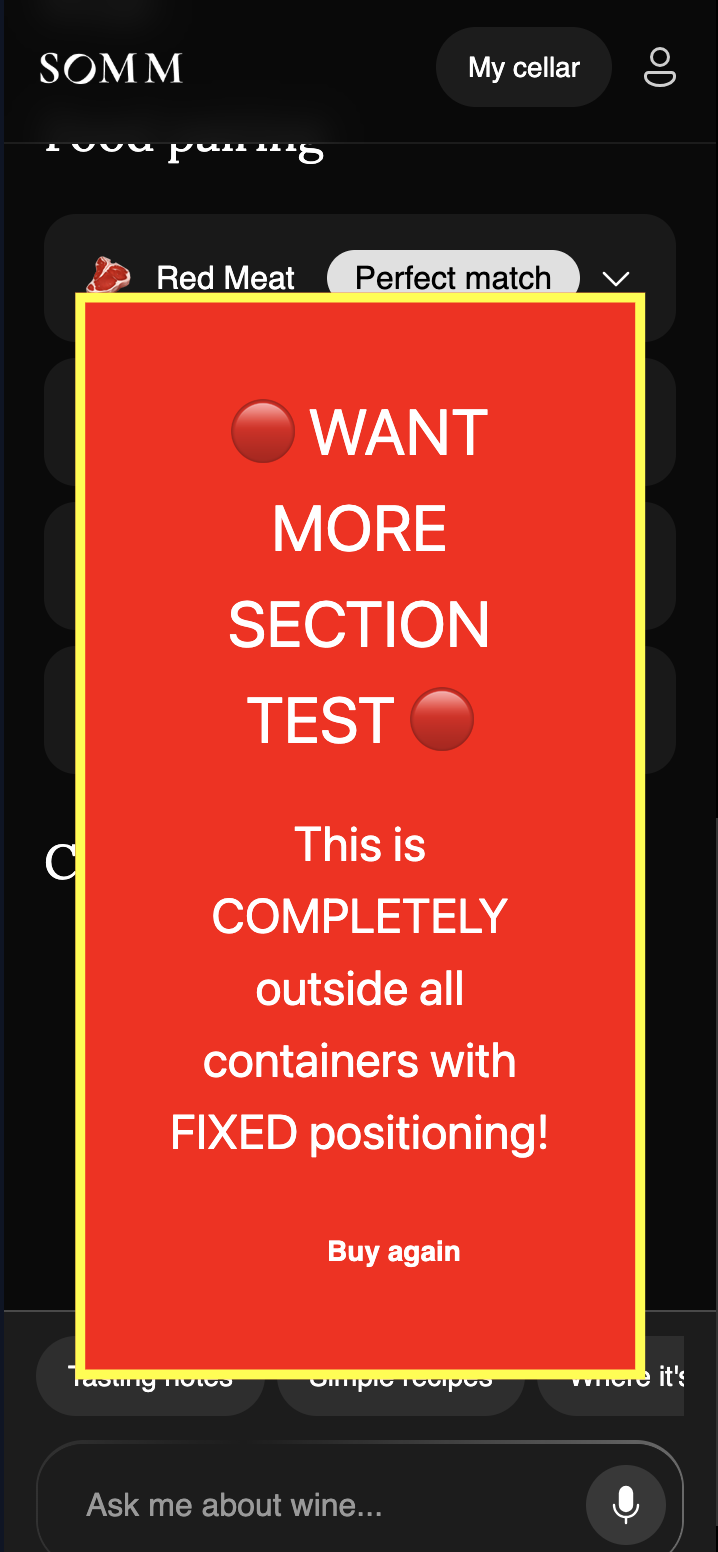 SOMM
My cellar
Food pairing
Red Meat
Perfect match
🔴 WANT
MORE
SECTION
TEST 🔴
This is
COMPLETELY
outside all
containers with
FIXED positioning!
Buy again
C
Tasting notes
Simple recipes
Where it's
Ask me about wine...